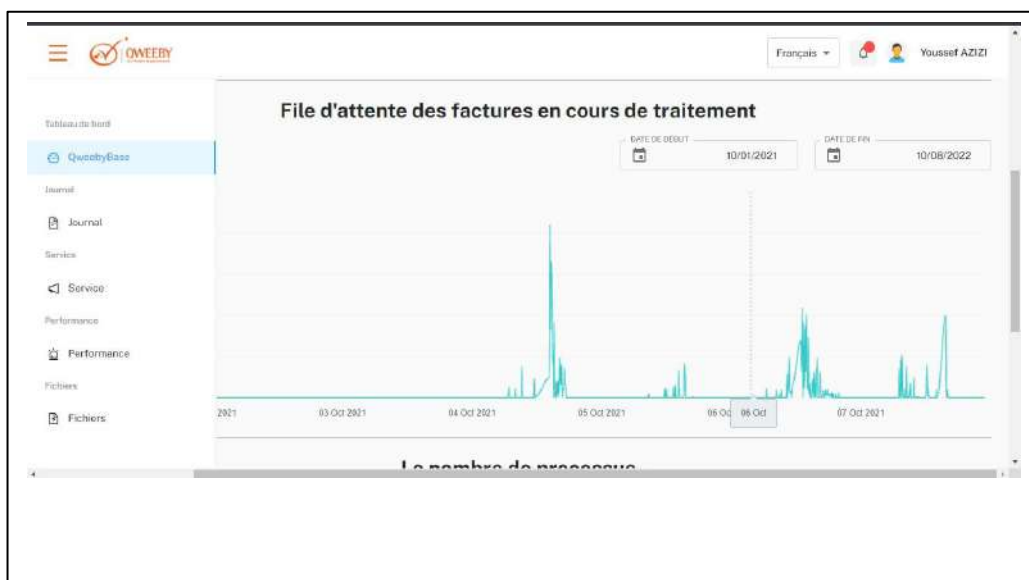 QWEEBY
Français
Youssef AZIZI
File d'attente des factures en cours de traitement
Tableau de bord
DATE DE DÉBUT
DATE DE FIN
QweebyBase
10/01/2021
10/08/2022
Journal
Journal
Service
Service
Performance
Performence
Fichiers
Fichiers
2021
03 Oct 2021
04 Oct 2021
05 Oct 2021
06 Oc
06 Oct
07 Oct 2021